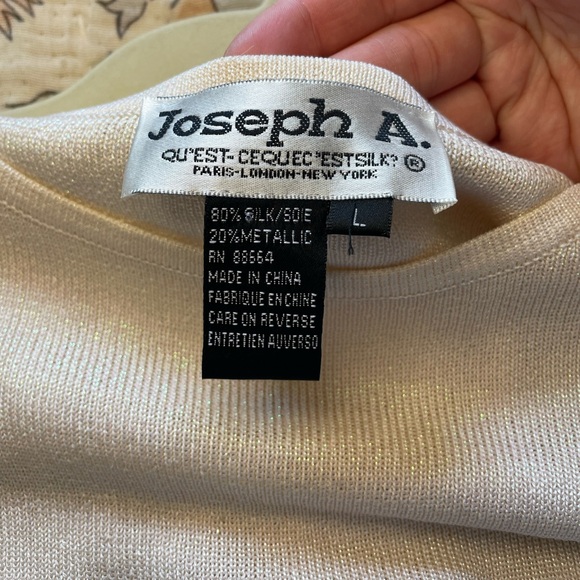 Joseph A.
QU'EST-CEQUEC'ESTSILK? ®
PARIS-LONDON-NEW YORK
80% SILK/SOIE
L
20%METALLIC
RN 88664
MADE IN CHINA
FABRIQUE EN CHINE
CARE ON REVERSE
ENTRETIEN AUVERSO